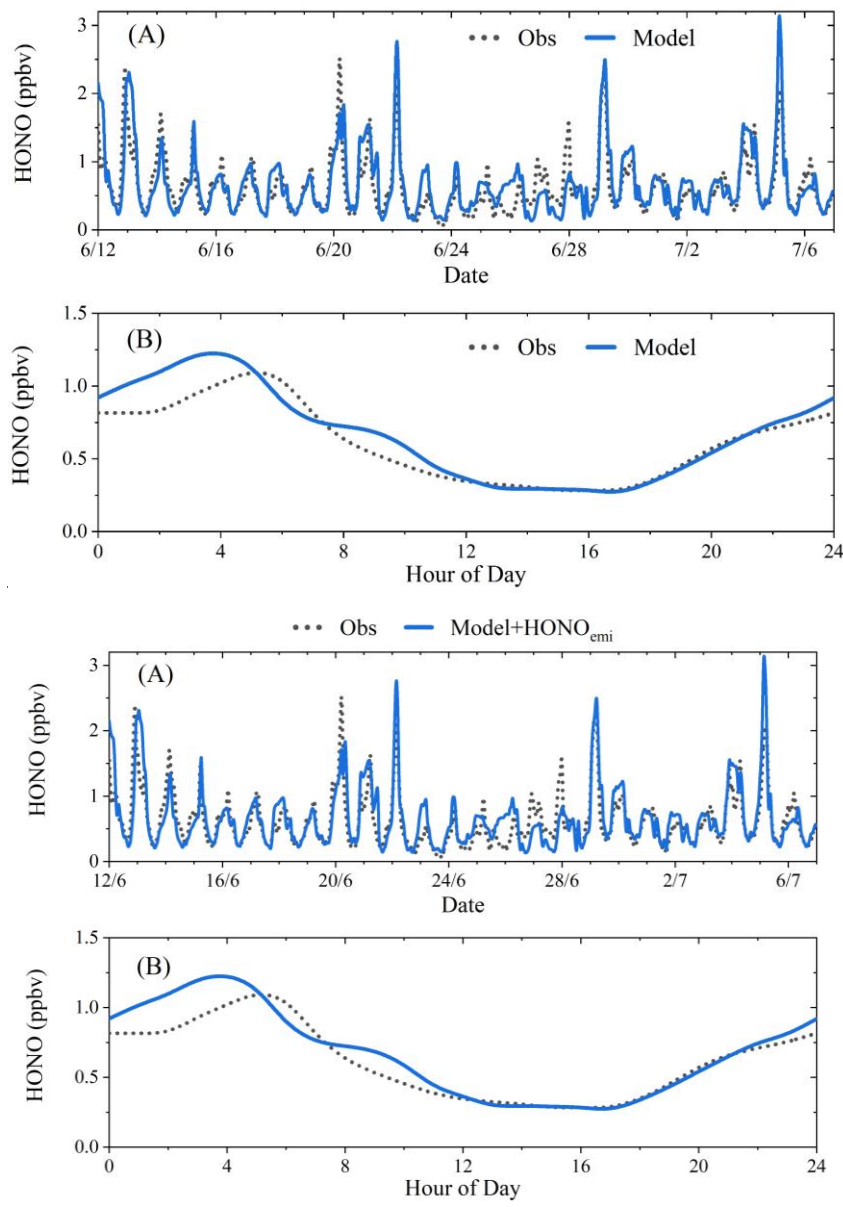 (A)
Obs Model
HONO (ppbv)
3
2
1
0
6/12 6/16 6/20 6/24 6/28 7/2 7/6
Date
(B)
Obs Model
HONO (ppbv)
1.5
1.0
0.5
0.0
0 4 8 12 16 20 24
Hour of Day
Obs Model+HONOemi
(A)
HONO (ppbv)
3
2
1
0
12/6 16/6 20/6 24/6 28/6 2/7 6/7
Date
(B)
HONO (ppbv)
1.5
1.0
0.5
0.0
0 4 8 12 16 20 24
Hour of Day